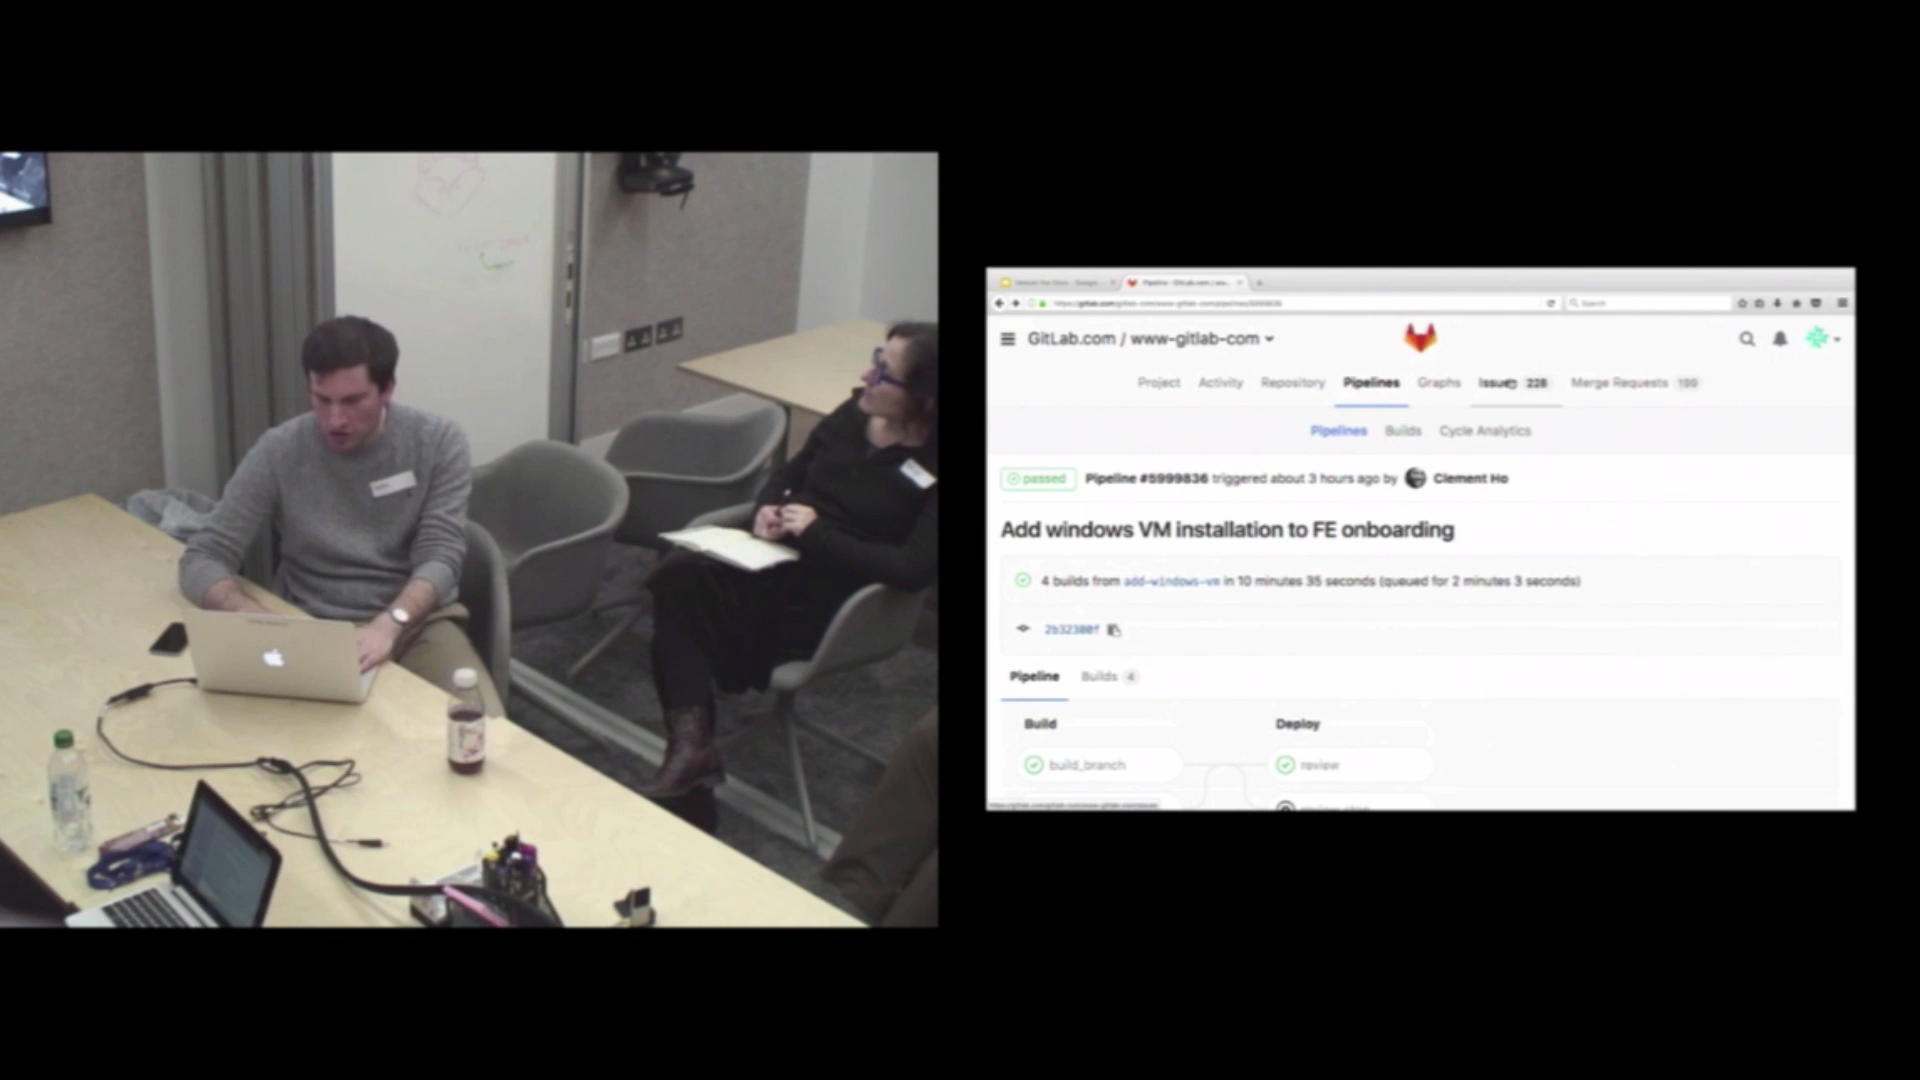 GitLab.com / www-gitlab-com
Project Activity Repository Pipelines Graphs Issues 228 Merge Requests 190
Pipelines Builds Cycle Analytics
passed Pipeline #5999836 triggered about 3 hours ago by Clement Ho
Add windows VM installation to FE onboarding
4 builds from add-windows-vm in 10 minutes 35 seconds (queued for 2 minutes 3 seconds)
2b32380f
Pipeline Builds 4
Build Deploy
build_branch review